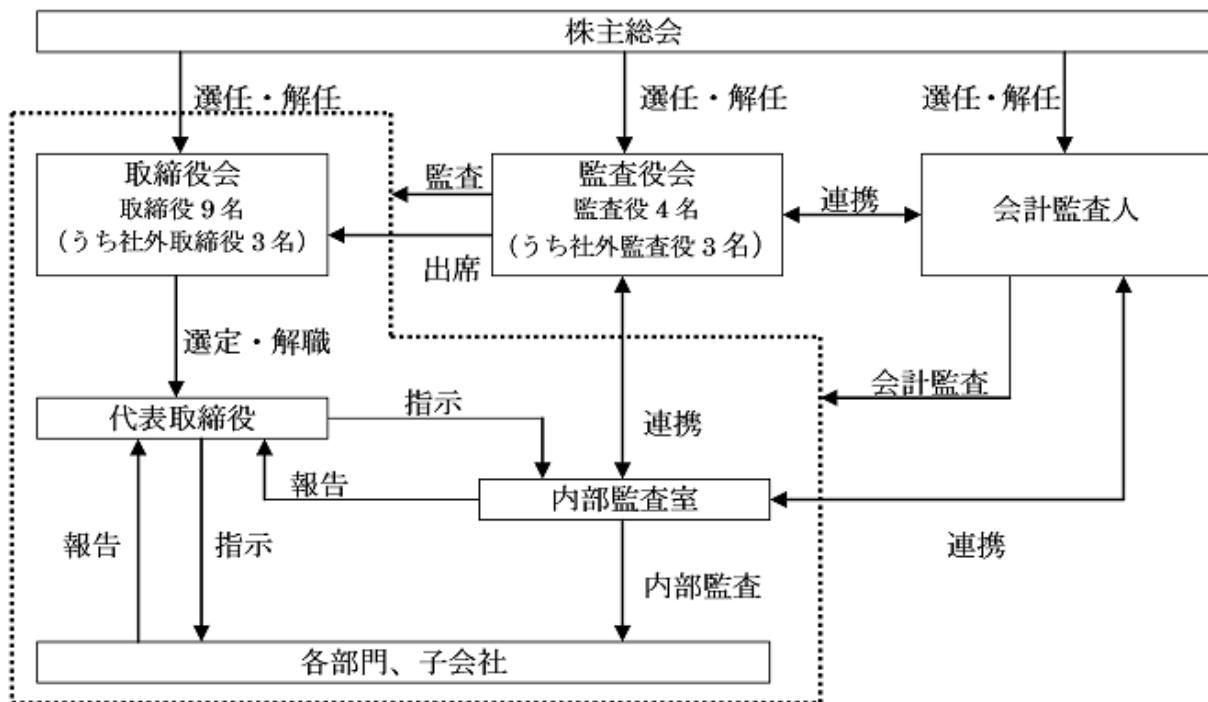 株主総会
選任・解任
選任・解任
選任・解任
取締役会
取締役9名
(うち社外取締役3名)
監査
出席
監査役会
監査役4名
(うち社外監査役3名)
連携
会計監査人
選定・解職
会計監査
代表取締役
指示
連携
報告
内部監査室
報告
指示
連携
内部監査
各部門、子会社